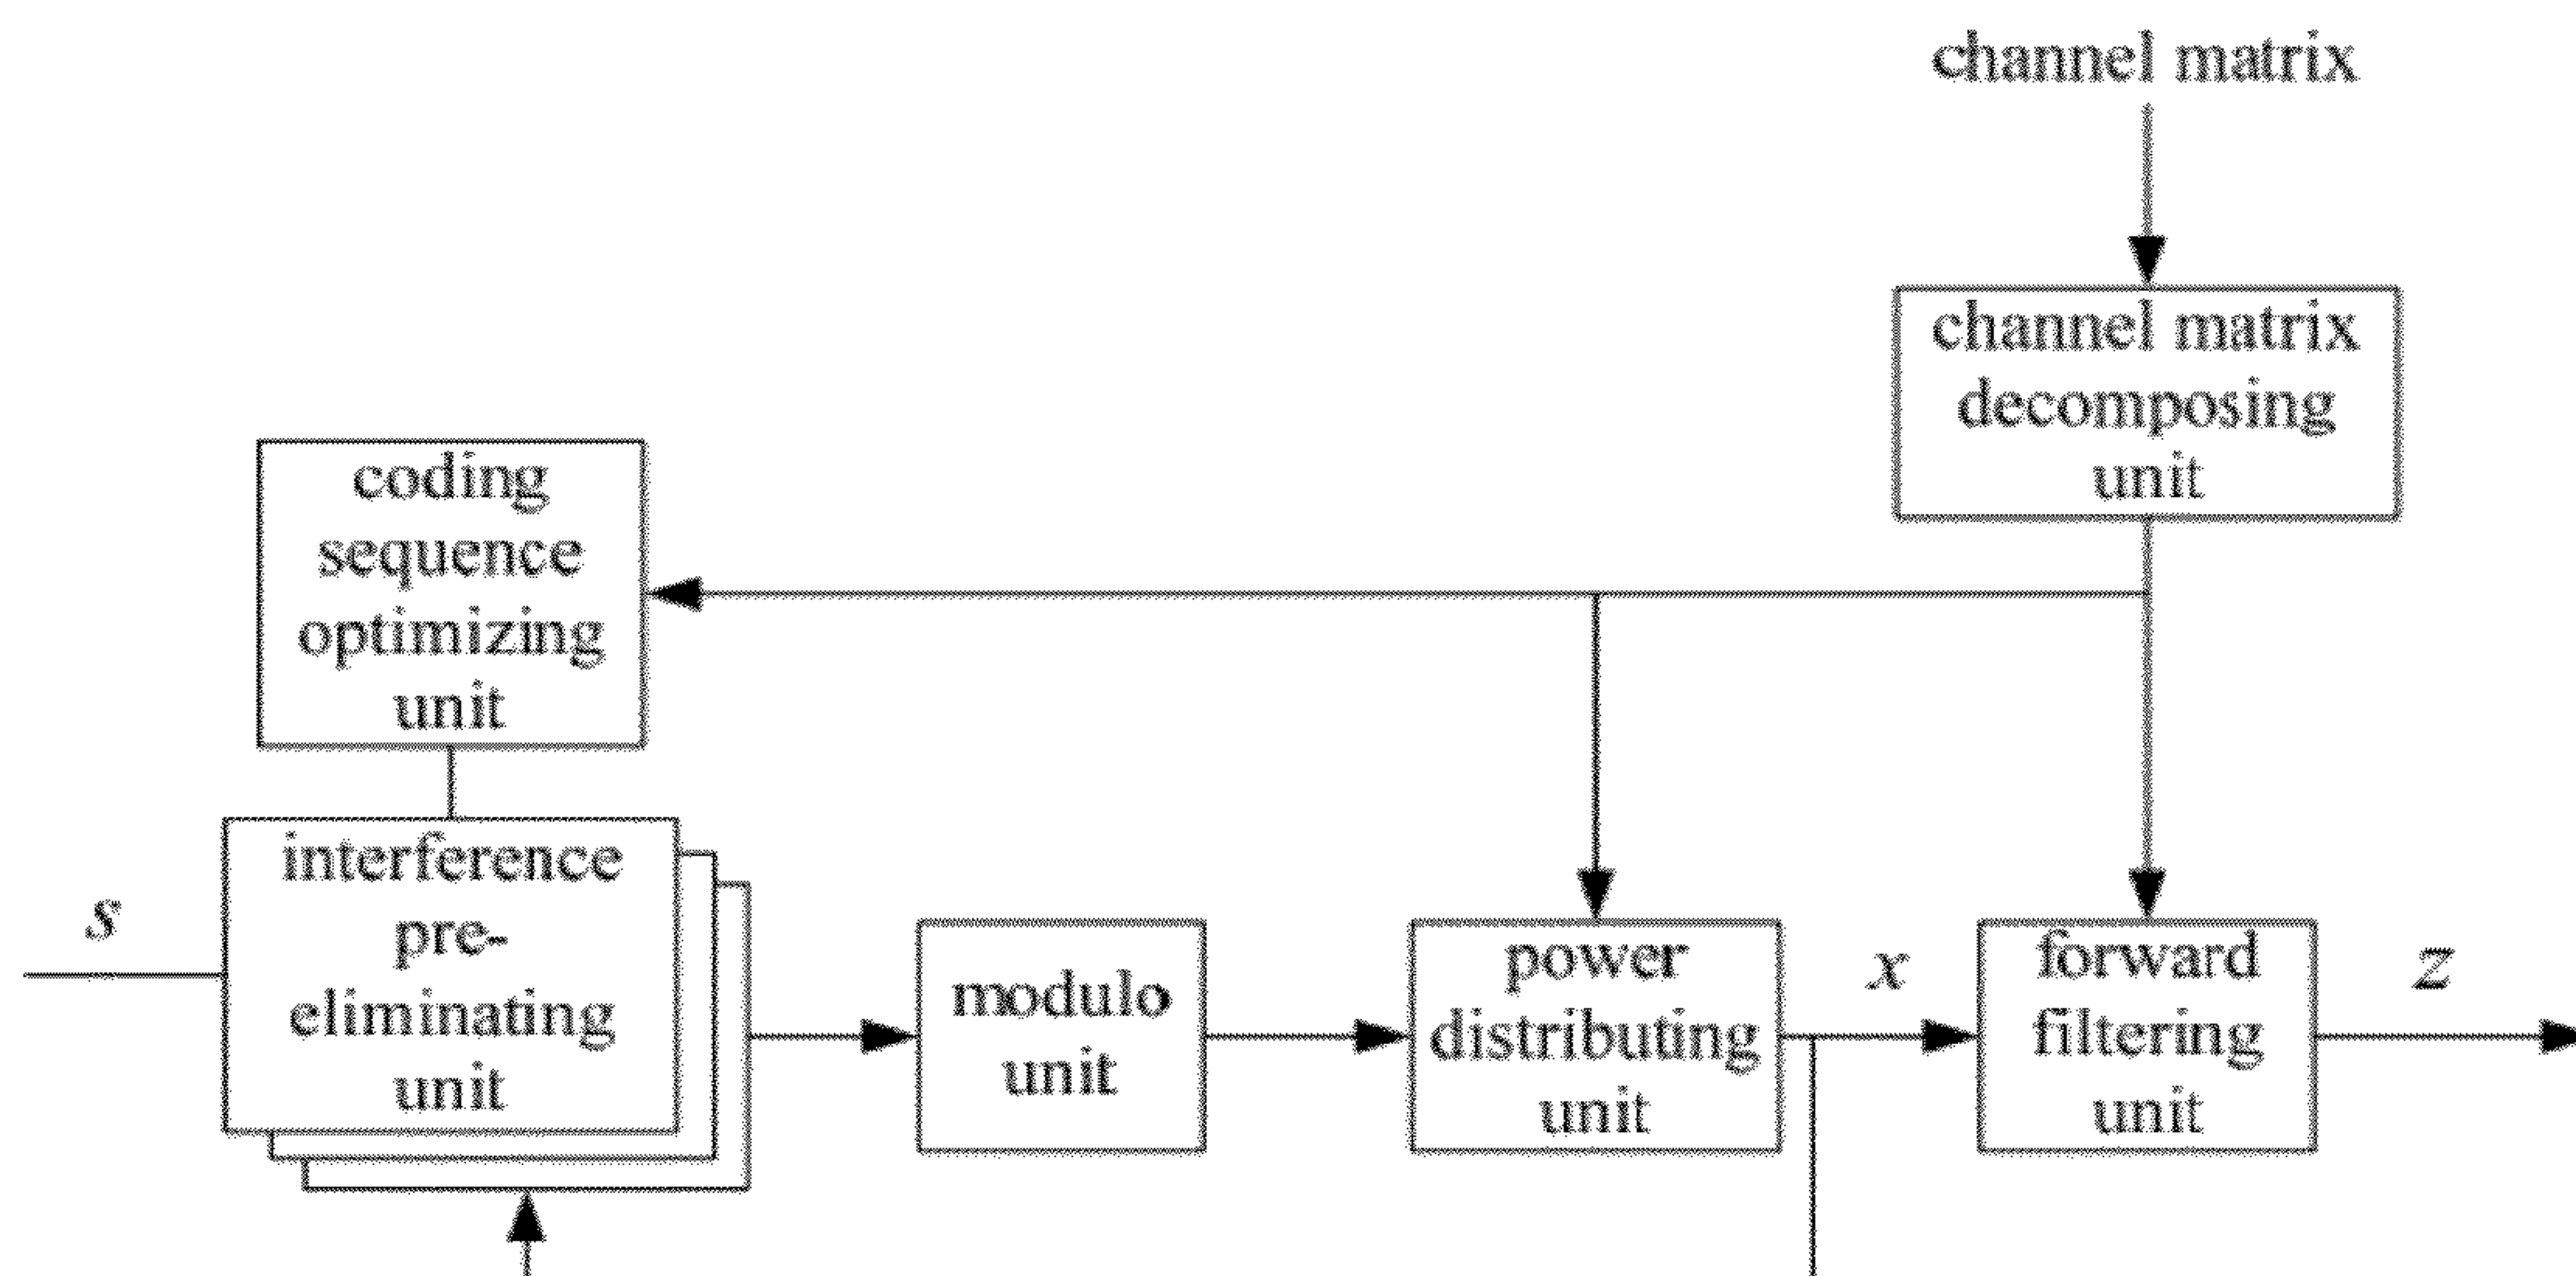 channel matrix
channel matrix
decomposing
unit
coding
sequence
optimizing
unit
interference
pre-
eliminating
unit
s
modulo
unit
power
distributing
unit
x
forward
filtering
unit
z